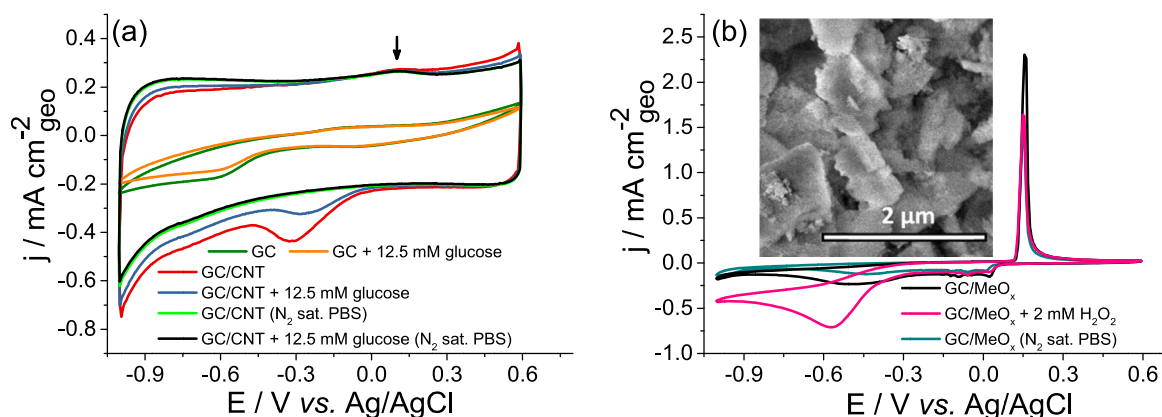 (a)
j / mA cm⁻²geo
0.4
0.2
0.0
-0.2
-0.4
-0.6
-0.8
GC
GC + 12.5 mM glucose
GC/CNT
GC/CNT + 12.5 mM glucose
GC/CNT (N₂ sat. PBS)
GC/CNT + 12.5 mM glucose (N₂ sat. PBS)
-0.9 -0.6 -0.3 0.0 0.3 0.6
E / V vs. Ag/AgCl
(b)
j / mA cm⁻²geo
2.5
2.0
1.5
1.0
0.5
0.0
-0.5
-1.0
2 µm
GC/MeOₓ
GC/MeOₓ + 2 mM H₂O₂
GC/MeOₓ (N₂ sat. PBS)
-0.9 -0.6 -0.3 0.0 0.3 0.6
E / V vs. Ag/AgCl